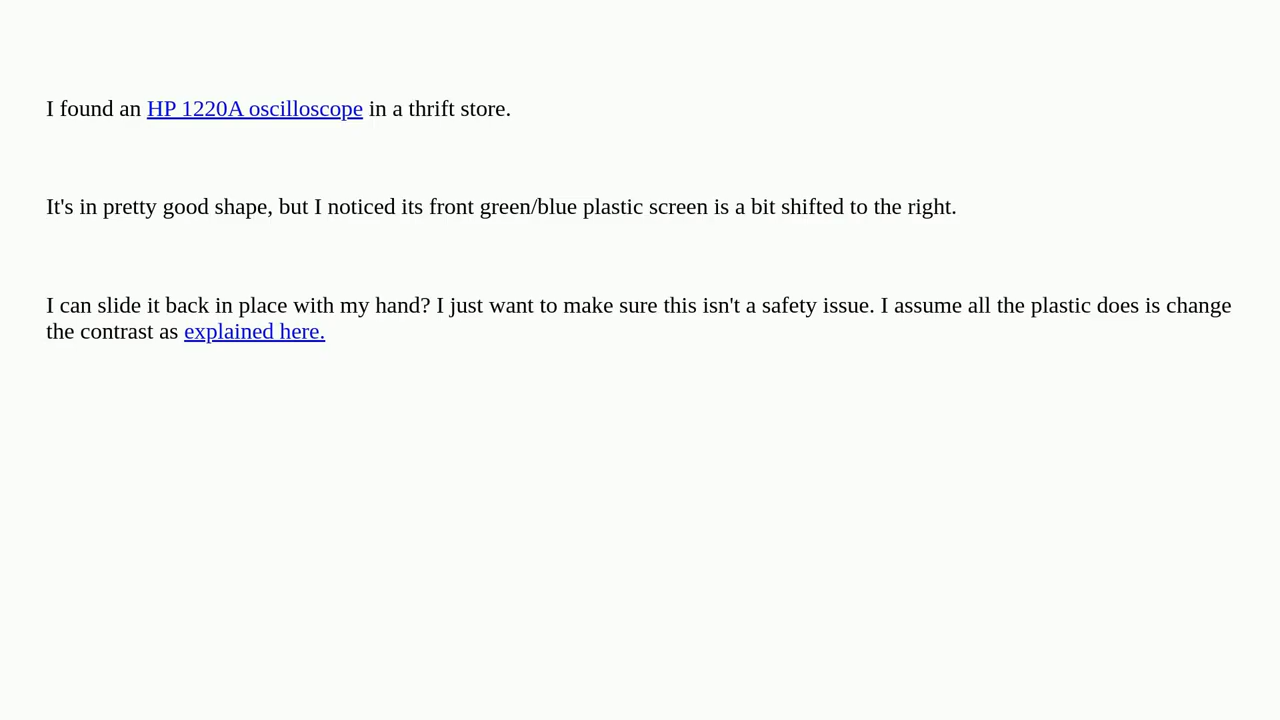 I found an HP 1220A oscilloscope in a thrift store.
It's in pretty good shape, but I noticed its front green/blue plastic screen is a bit shifted to the right.
I can slide it back in place with my hand? I just want to make sure this isn't a safety issue. I assume all the plastic does is change
the contrast as explained here.